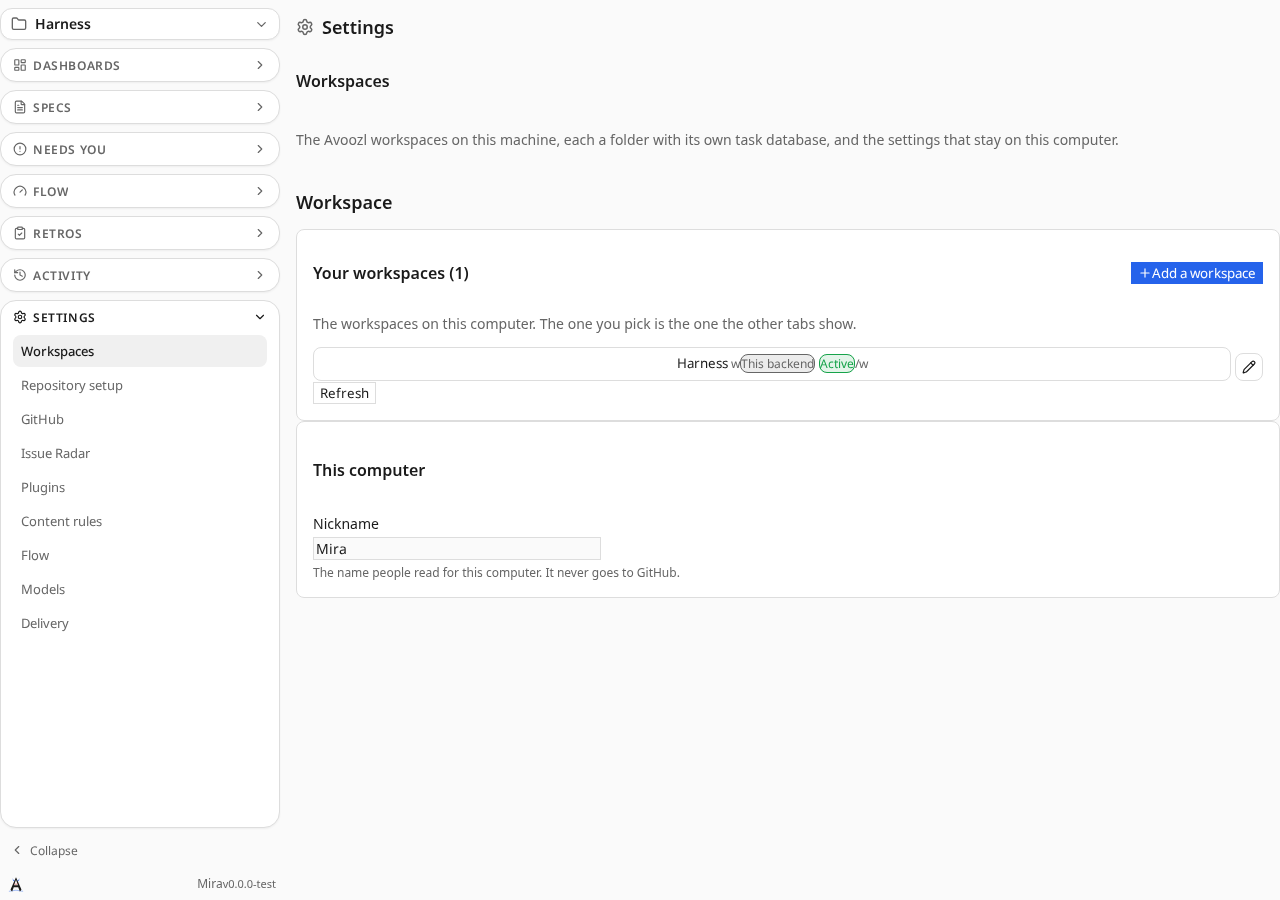 Harness
DASHBOARDS
SPECS
NEEDS YOU
FLOW
RETROS
ACTIVITY
SETTINGS
Workspaces
Repository setup
GitHub
Issue Radar
Plugins
Content rules
Flow
Models
Delivery
Collapse
A
Mirav0.0.0-test
Settings
Workspaces
The Avoozl workspaces on this machine, each a folder with its own task database, and the settings that stay on this computer.
Workspace
Your workspaces (1)
Add a workspace
The workspaces on this computer. The one you pick is the one the other tabs show.
Harness wThis backend Active/w
Refresh
This computer
Nickname
Mira
The name people read for this computer. It never goes to GitHub.